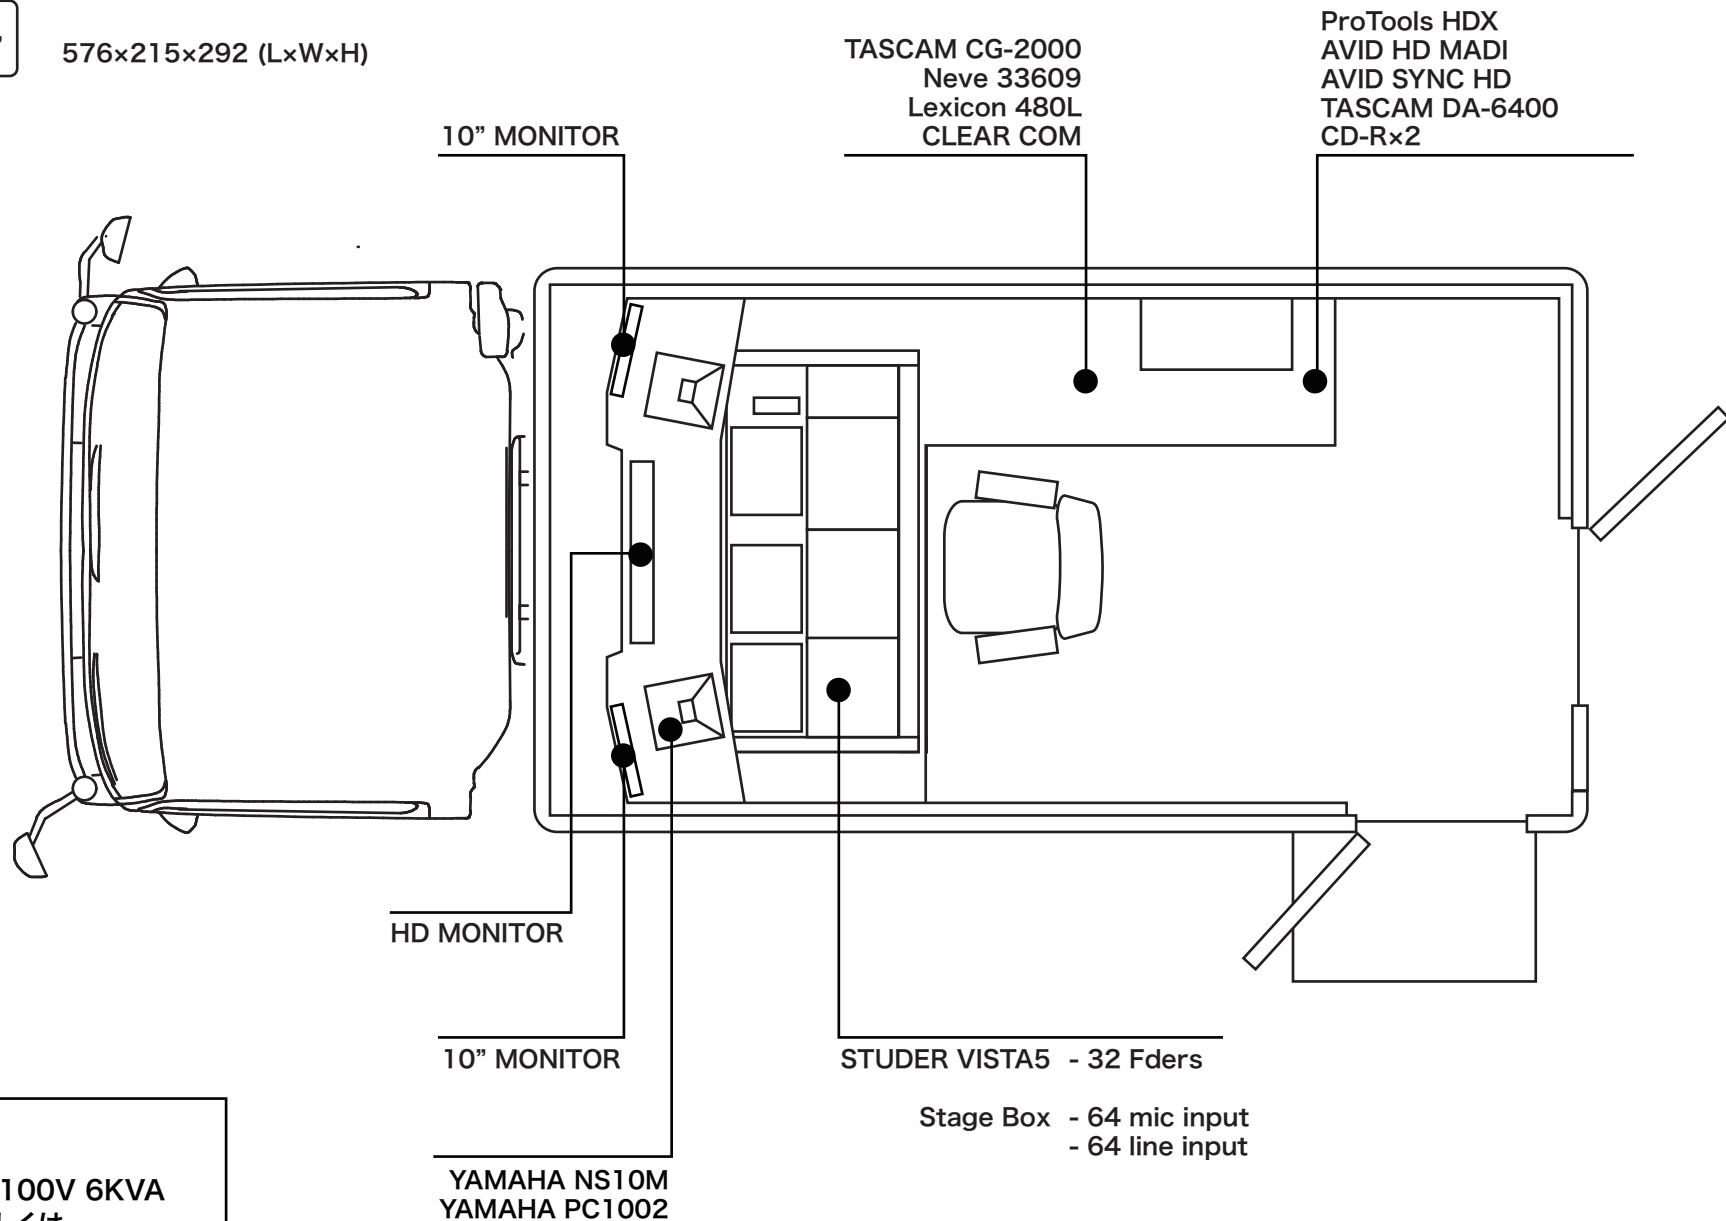 576×215×292 (L×W×H)
TASCAM CG-2000
Neve 33609
Lexicon 480L
CLEAR COM
ProTools HDX
AVID HD MADI
AVID SYNC HD
TASCAM DA-6400
CD-R×2
10” MONITOR
HD MONITOR
10” MONITOR
STUDER VISTA5 - 32 Fders
Stage Box - 64 mic input
- 64 line input
YAMAHA NS10M
YAMAHA PC1002
100V 6KVA